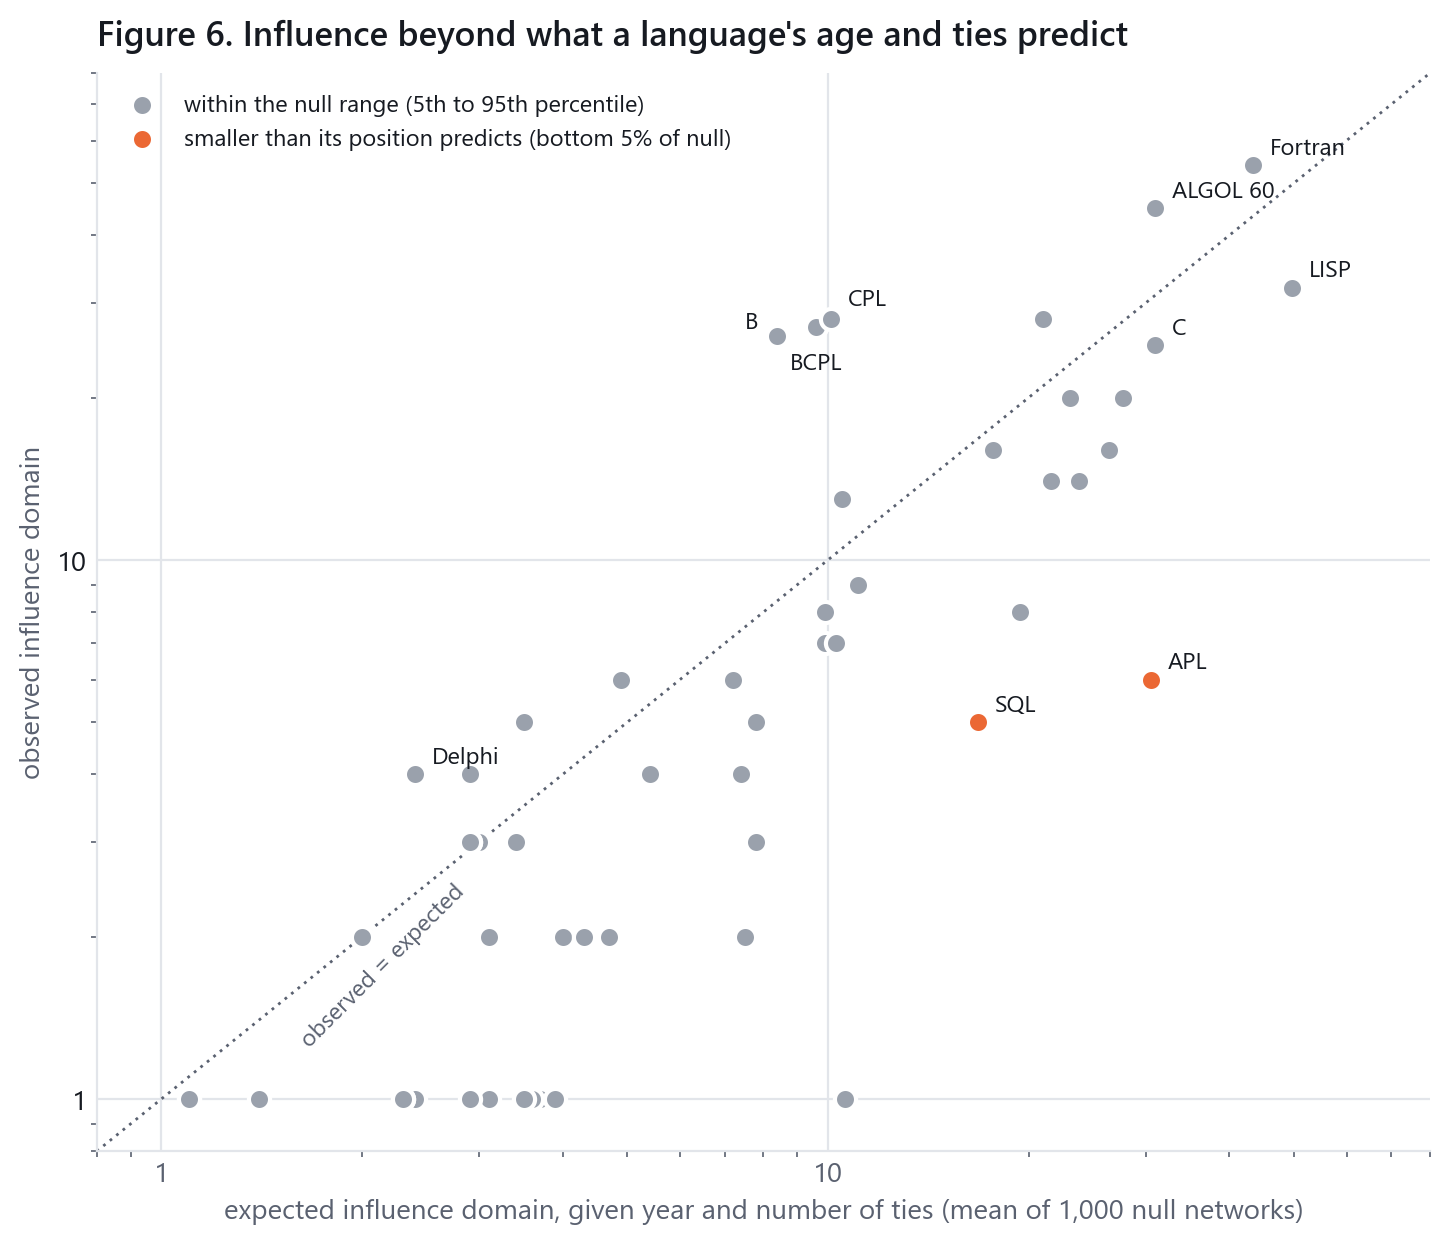 Figure 6. Influence beyond what a language's age and ties predict
within the null range (5th to 95th percentile)
smaller than its position predicts (bottom 5% of null)
Fortran
ALGOL 60
LISP
CPL
B
C
BCPL
10
APL
SQL
Delphi
observed = expected
observed influence domain
1
1
10
expected influence domain, given year and number of ties (mean of 1,000 null networks)